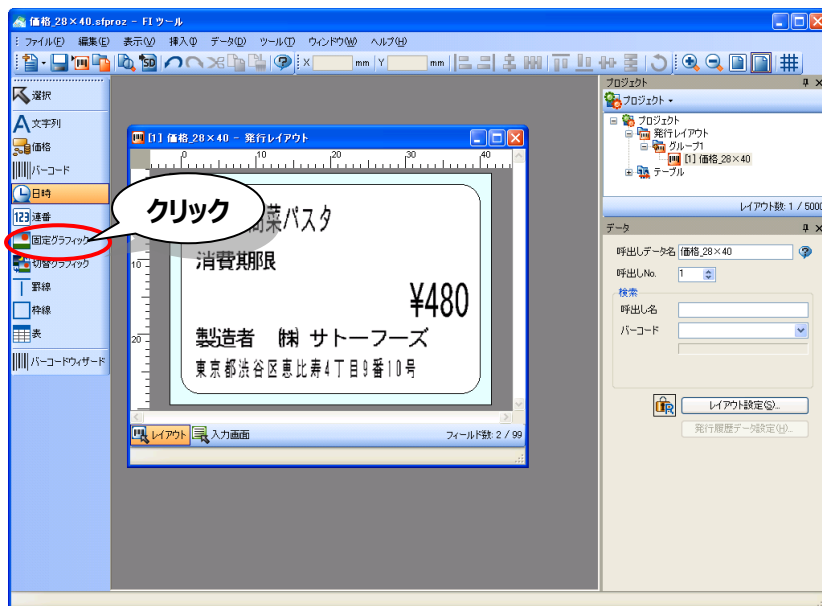 価格_28×40.sfproz - FI ツール
ファイル(F) 編集(E) 表示(V) 挿入(I) データ(D) ツール(T) ウィンドウ(W) ヘルプ(H)
SD X mm Y mm
選択
A 文字列
価格
バーコード
日時
123 連番
固定グラフィック
切替グラフィック
罫線
枠線
表
バーコードウィザード
クリック
[1] 価格_28×40 - 発行レイアウト
0 10 20 30 40
10
20
菜パスタ
消費期限
¥480
製造者 ㈱ サトーフーズ
東京都渋谷区恵比寿4丁目9番10号
レイアウト 入力画面 フィールド数: 2 / 99
プロジェクト
プロジェクト
プロジェクト
発行レイアウト
グループ1
[1] 価格_28×40
テーブル
レイアウト数: 1 / 5000
データ
呼出しデータ名 価格_28×40
呼出しNo. 1
検索
呼出し名
バーコード
レイアウト設定(S)...
発行履歴データ設定(H)...